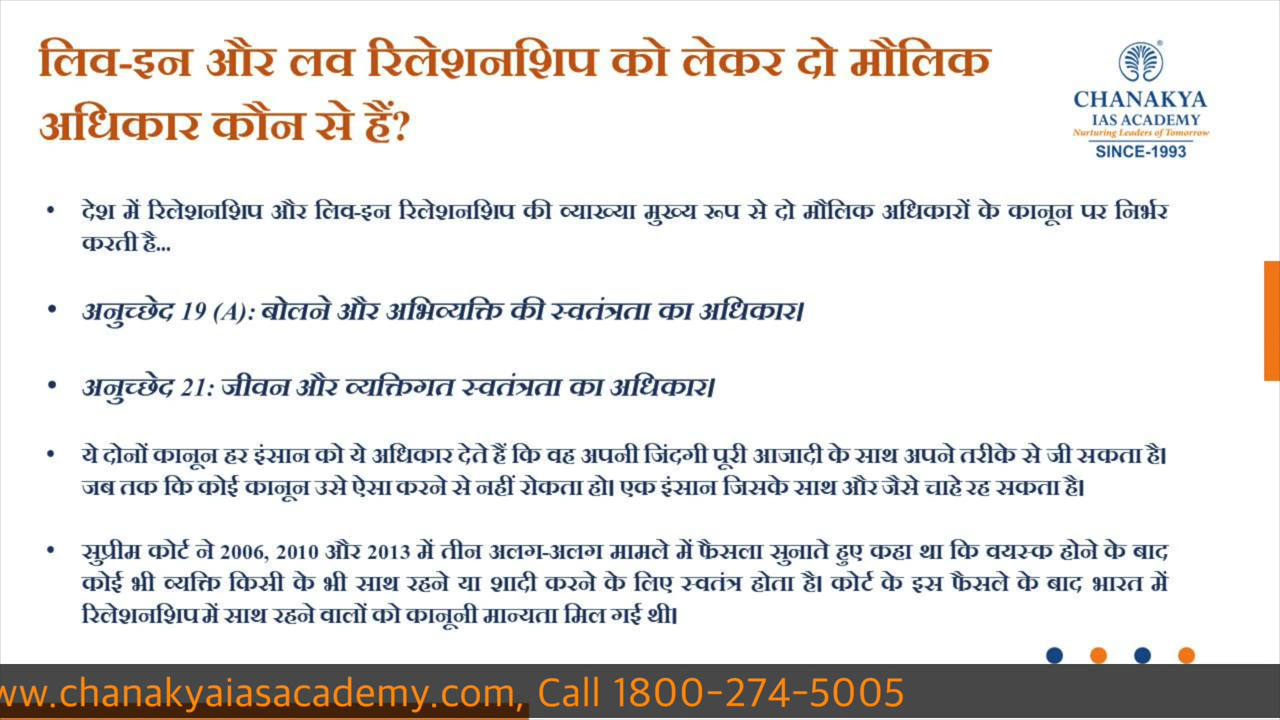 लिव-इन और लव रिलेशनशिप को लेकर दो मौलिक
अधिकार कौन से हैं?
CHANAKYA
IAS ACADEMY
Nurturing Leaders of Tomorrow
SINCE-1993
• देश में रिलेशनशिप और लिव-इन रिलेशनशिप की व्याख्या मुख्य रूप से दो मौलिक अधिकारों के कानून पर निर्भर
करती है...
• अनुच्छेद 19 (A): बोलने और अभिव्यक्ति की स्वतंत्रता का अधिकार।
• अनुच्छेद 21: जीवन और व्यक्तिगत स्वतंत्रता का अधिकार।
• ये दोनों कानून हर इंसान को ये अधिकार देते हैं कि वह अपनी जिंदगी पूरी आजादी के साथ अपने तरीके से जी सकता है।
जब तक कि कोई कानून उसे ऐसा करने से नहीं रोकता हो। एक इंसान जिसके साथ और जैसे चाहे रह सकता है।
• सुप्रीम कोर्ट ने 2006, 2010 और 2013 में तीन अलग-अलग मामले में फैसला सुनाते हुए कहा था कि वयस्क होने के बाद
कोई भी व्यक्ति किसी के भी साथ रहने या शादी करने के लिए स्वतंत्र होता है। कोर्ट के इस फैसले के बाद भारत में
रिलेशनशिप में साथ रहने वालों को कानूनी मान्यता मिल गई थी।
ww.chanakyaiasacademy.com, Call 1800-274-5005